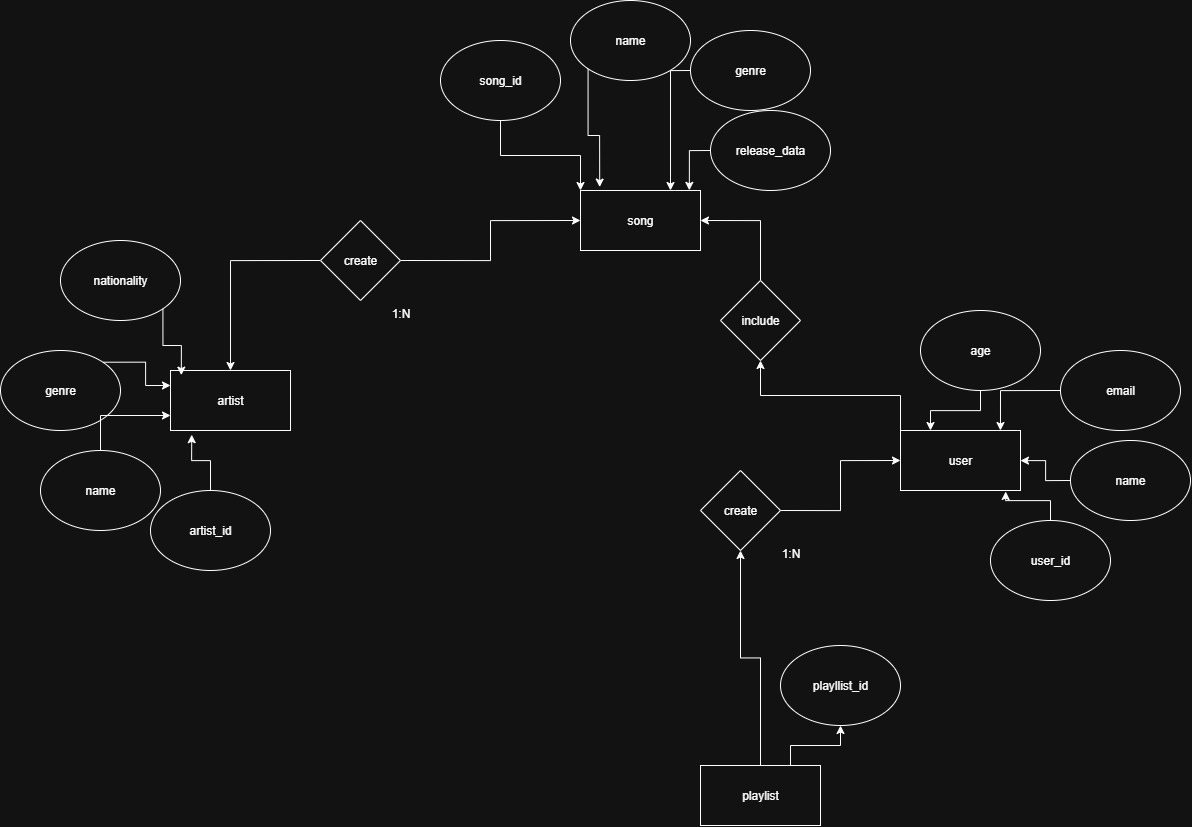 name
genre
song_id
release_data
song
create
nationality
1:N
include
age
genre
artist
email
user
name
name
create
artist_id
1:N
user_id
playllist_id
playlist